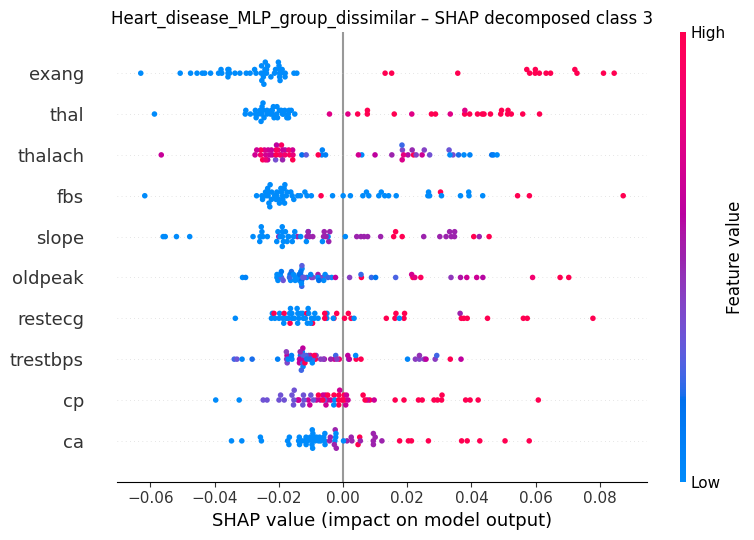 Heart_disease_MLP_group_dissimilar – SHAP decomposed class 3
High
exang
thal
thalach
fbs
slope
oldpeak
restecg
trestbps
cp
ca
Feature value
Low
−0.06 −0.04 −0.02 0.00 0.02 0.04 0.06 0.08
SHAP value (impact on model output)